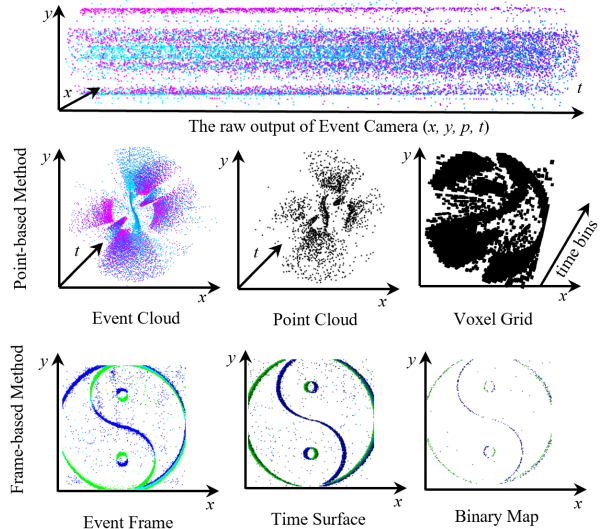 y
x
t
The raw output of Event Camera (x, y, p, t)
Point-based Method
y
t
x
Event Cloud
y
t
x
Point Cloud
y
time bins
x
Voxel Grid
Frame-based Method
y
x
Event Frame
y
x
Time Surface
y
x
Binary Map